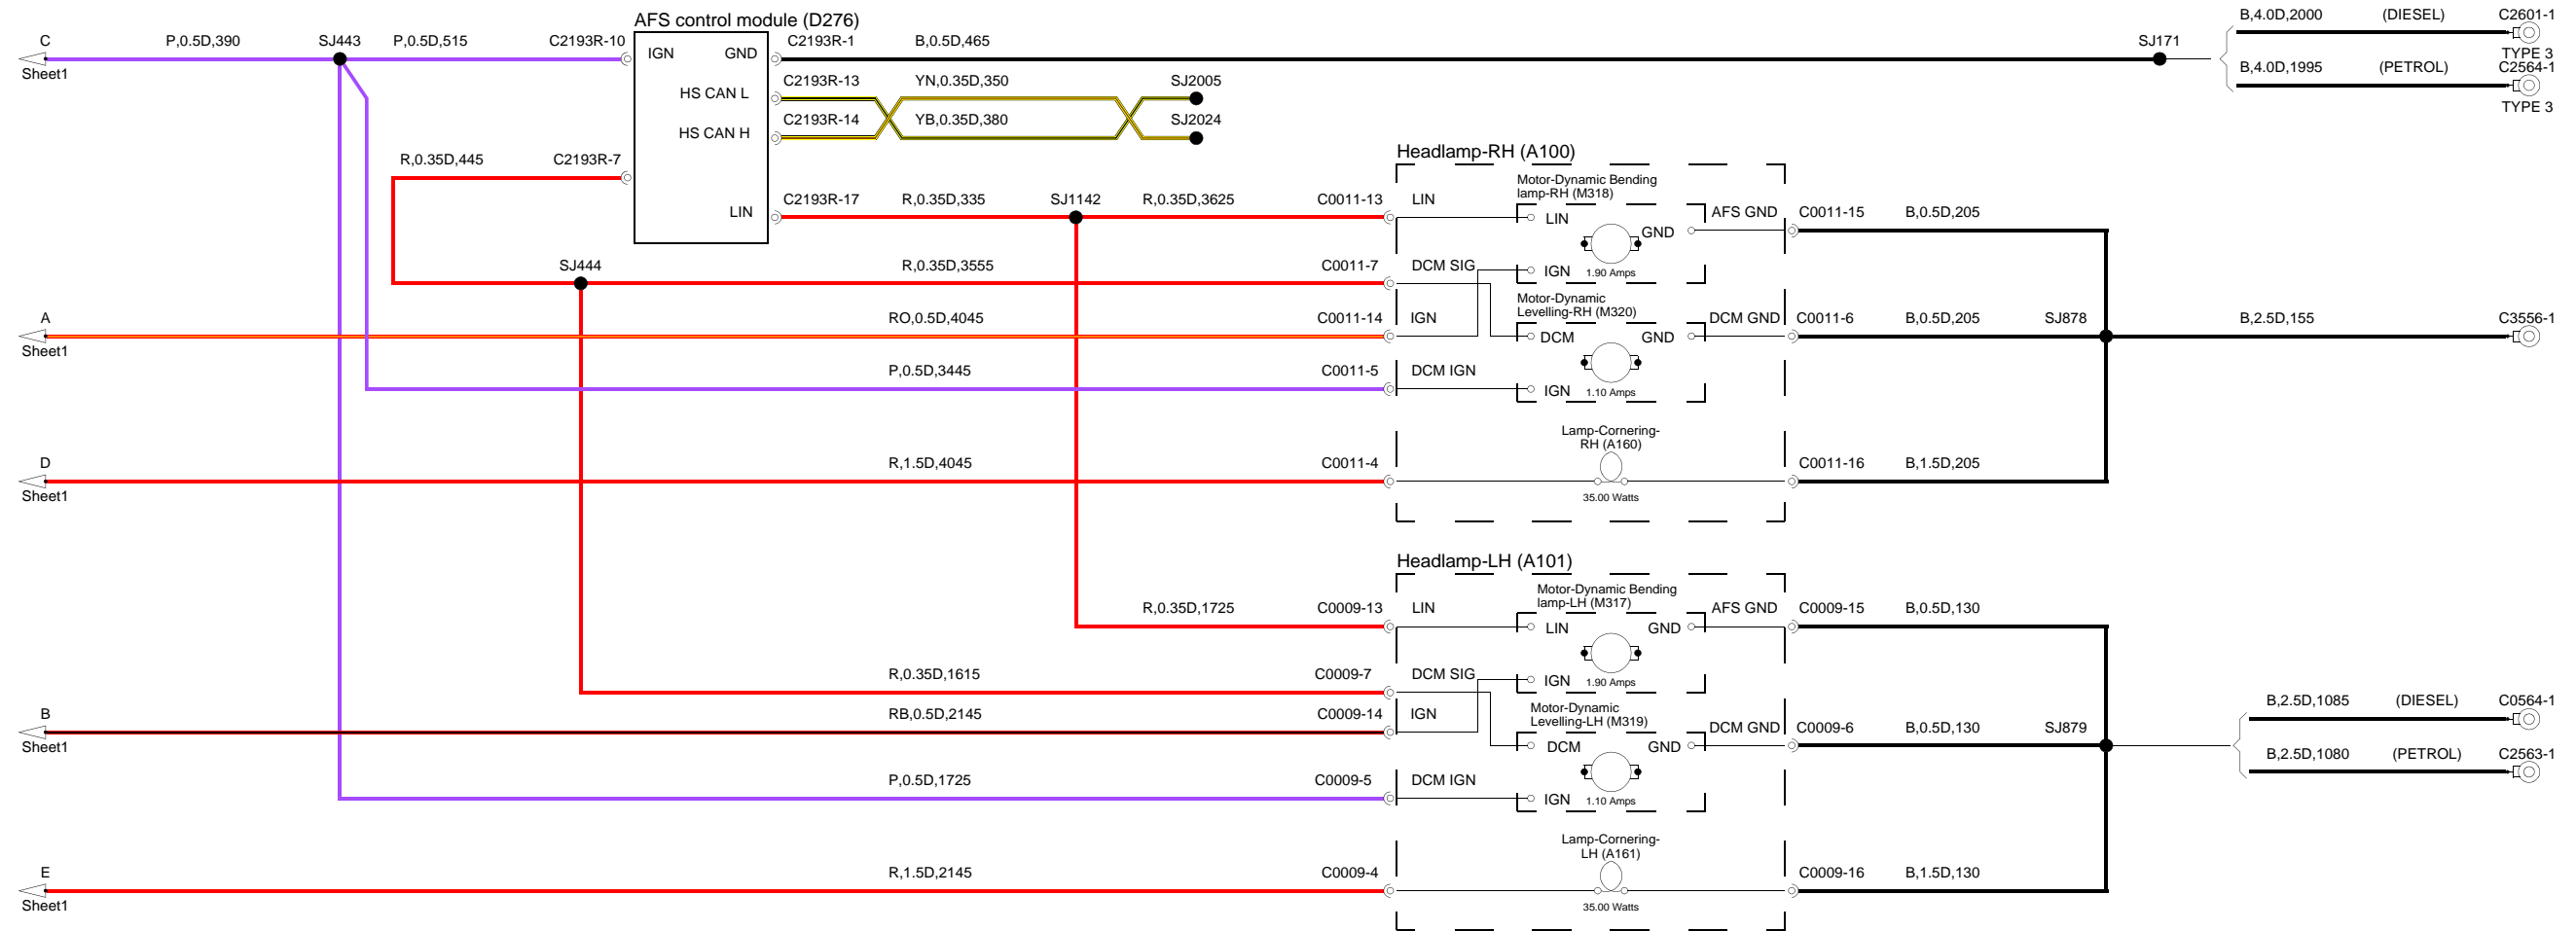 AFS control module (D276)
B,4.0D,2000 (DIESEL) C2601-1
C P,0.5D,390 SJ443 P,0.5D,515 C2193R-10 IGN GND C2193R-1 B,0.5D,465 SJ171
TYPE 3
Sheet1
B,4.0D,1995 (PETROL) C2564-1
TYPE 3
HS CAN L C2193R-13 YN,0.35D,350 SJ2005
HS CAN H C2193R-14 YB,0.35D,380 SJ2024
R,0.35D,445 C2193R-7
Headlamp-RH (A100)
Motor-Dynamic Bending
lamp-RH (M318)
LIN C2193R-17 R,0.35D,335 SJ1142 R,0.35D,3625 C0011-13 LIN
LIN AFS GND C0011-15 B,0.5D,205
GND
SJ444 R,0.35D,3555 C0011-7 DCM SIG IGN 1.90 Amps
Motor-Dynamic
Levelling-RH (M320)
A RO,0.5D,4045 C0011-14 IGN DCM GND C0011-6 B,0.5D,205 SJ878 B,2.5D,155 C3556-1
DCM GND
Sheet1
P,0.5D,3445 C0011-5 DCM IGN IGN 1.10 Amps
Lamp-Cornering-
RH (A160)
D R,1.5D,4045 C0011-4 C0011-16 B,1.5D,205
Sheet1
35.00 Watts
Headlamp-LH (A101)
Motor-Dynamic Bending
lamp-LH (M317)
R,0.35D,1725 C0009-13 LIN AFS GND C0009-15 B,0.5D,130
LIN GND
R,0.35D,1615 C0009-7 DCM SIG IGN 1.90 Amps
B,2.5D,1085 (DIESEL) C0564-1
Motor-Dynamic
Levelling-LH (M319)
B RB,0.5D,2145 C0009-14 IGN DCM GND C0009-6 B,0.5D,130 SJ879
Sheet1
DCM GND
B,2.5D,1080 (PETROL) C2563-1
P,0.5D,1725 C0009-5 DCM IGN IGN 1.10 Amps
Lamp-Cornering-
LH (A161)
E R,1.5D,2145 C0009-4 C0009-16 B,1.5D,130
Sheet1
35.00 Watts